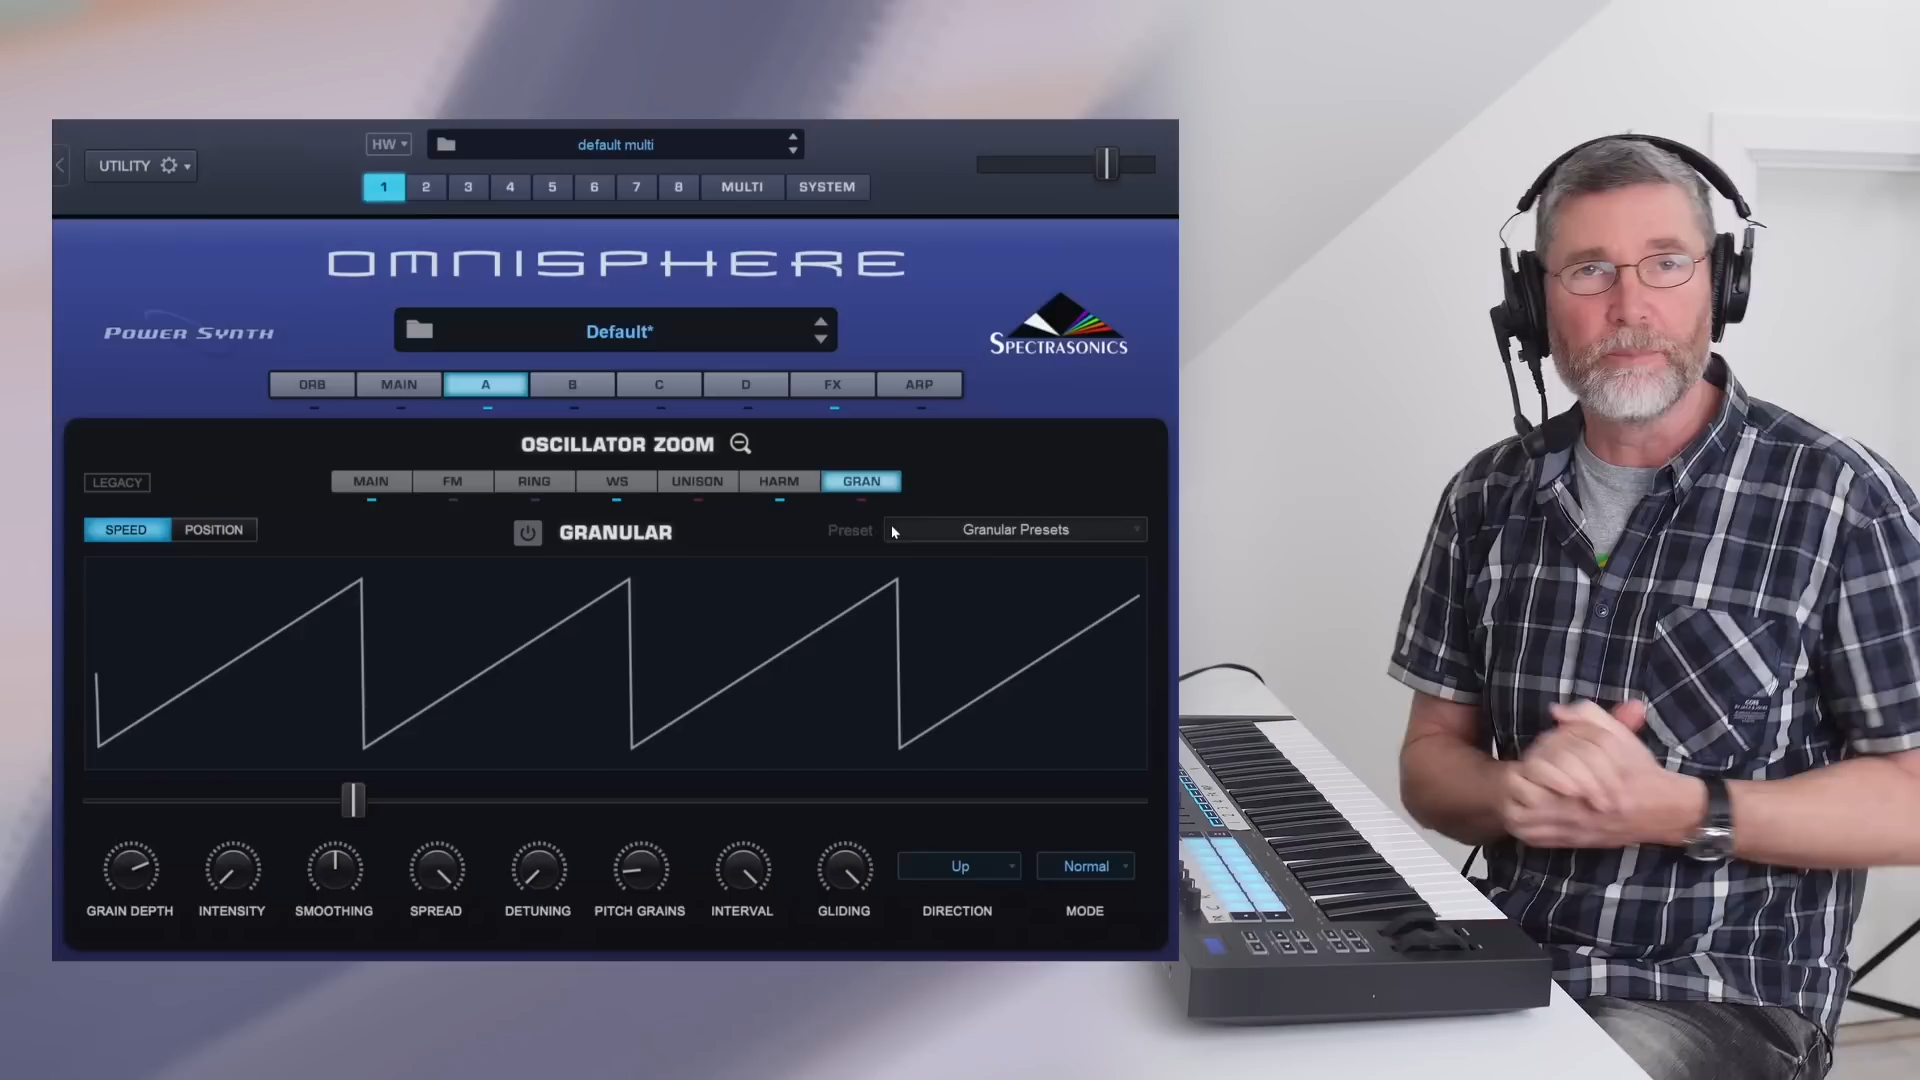 UTILITY
HW
default multi
1 2 3 4 5 6 7 8 MULTI SYSTEM
OMNISPHERE
POWER SYNTH
Default*
SPECTRASONICS
ORB MAIN A B C D FX ARP
OSCILLATOR ZOOM
LEGACY
MAIN FM RING WS UNISON HARM GRAN
SPEED POSITION
GRANULAR
Preset
Granular Presets
Up
Normal
GRAIN DEPTH INTENSITY SMOOTHING SPREAD DETUNING PITCH GRAINS INTERVAL GLIDING DIRECTION MODE